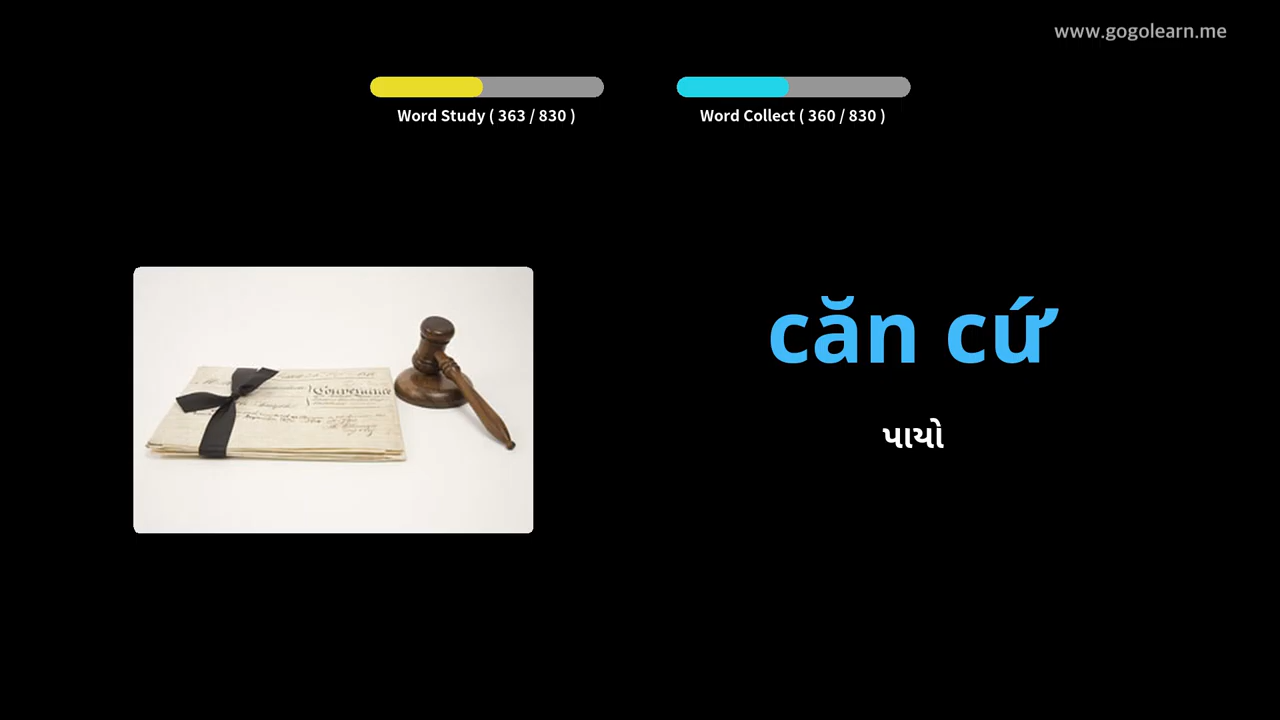 www.gogolearn.me
Word Study ( 363 / 830 )
Word Collect ( 360 / 830 )
căn cứ
પાયો